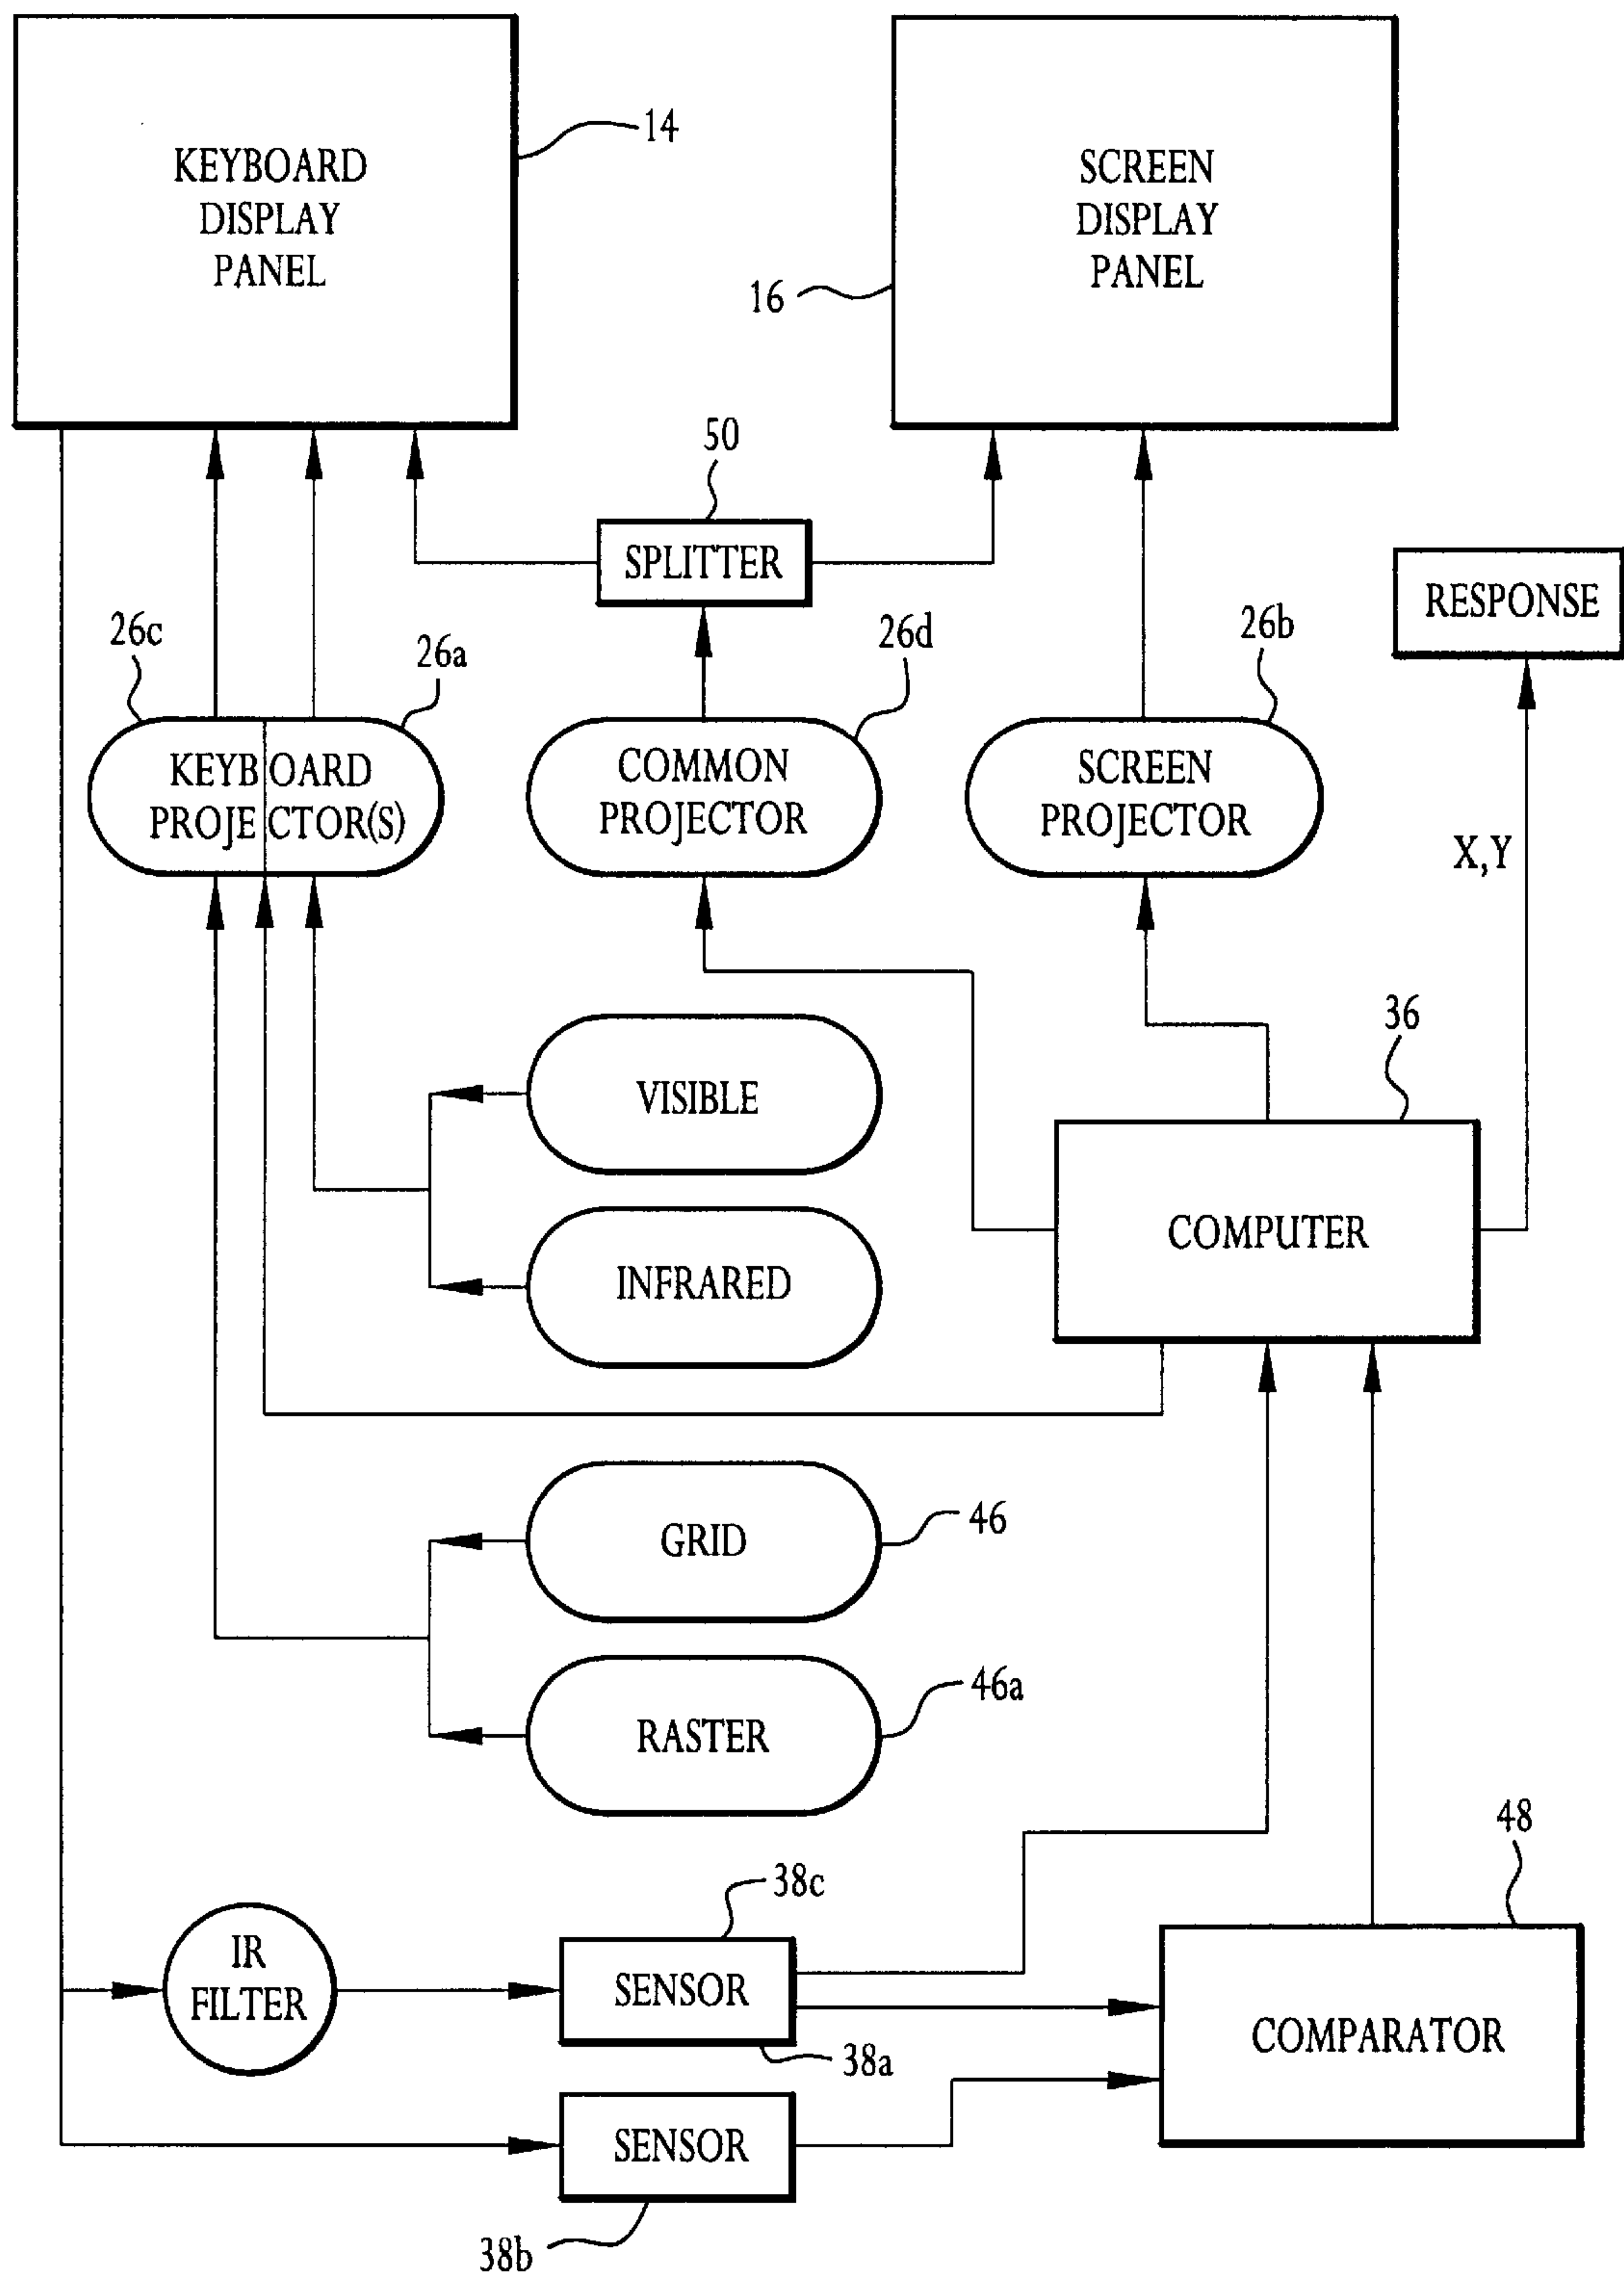 KEYBOARD
DISPLAY
PANEL
14
SCREEN
DISPLAY
PANEL
16
50
SPLITTER
RESPONSE
26c
26a
26d
26b
KEYBOARD
PROJECTOR(S)
COMMON
PROJECTOR
SCREEN
PROJECTOR
X,Y
36
VISIBLE
COMPUTER
INFRARED
GRID
46
RASTER
46a
48
38c
IR
FILTER
SENSOR
38a
COMPARATOR
SENSOR
38b